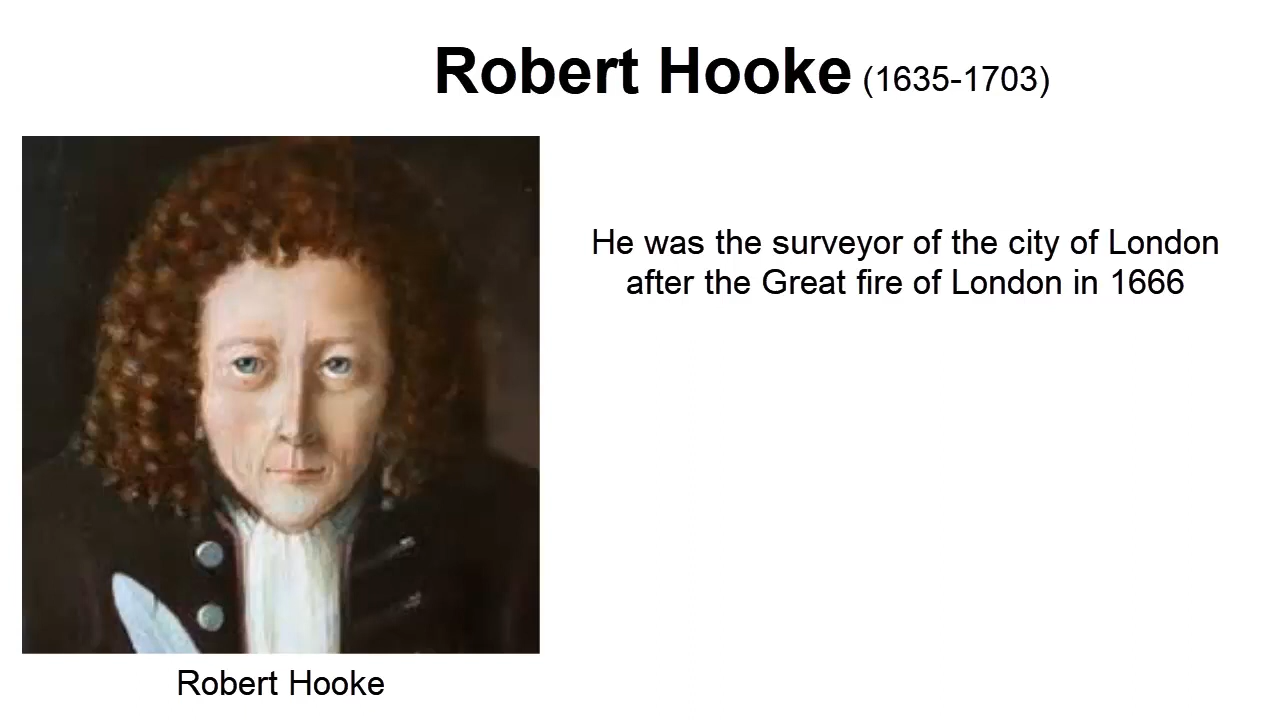 Robert Hooke (1635-1703)
He was the surveyor of the city of London
after the Great fire of London in 1666
Robert Hooke